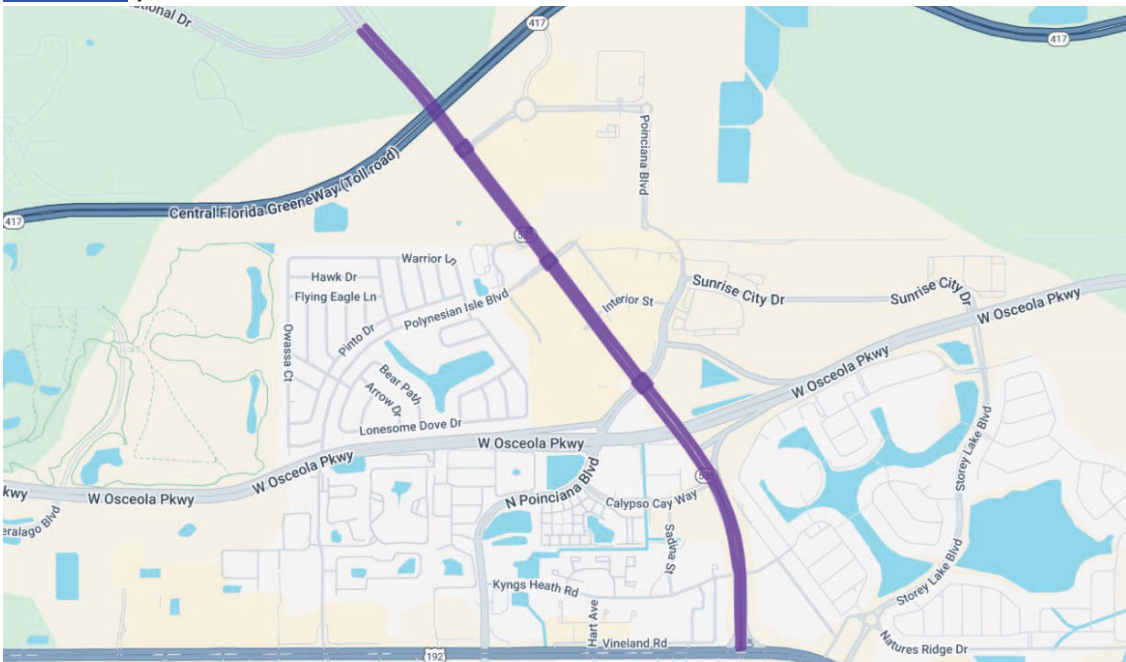 ational Dr
417
417
Poinciana Blvd
Central Florida GreeneWay (Toll road)
417
Warrior Ln
Hawk Dr
Flying Eagle Ln
Polynesian Isle Blvd
Interior St
Sunrise City Dr
Sunrise City Dr
W Osceola Pkwy
Pinto Dr
Owassa Ct
Bear Path
Arrow Dr
Lonesome Dove Dr
W Osceola Pkwy
W Osceola Pkwy
W Osceola Pkwy
kwy
W Osceola Pkwy
N Poinciana Blvd
Calypso Cay Way
eralago Blvd
Sadina St
Storey Lake Blvd
Kyngs Heath Rd
Storey Lake Blvd
Hart Ave
Vineland Rd
Natures Ridge Dr
192